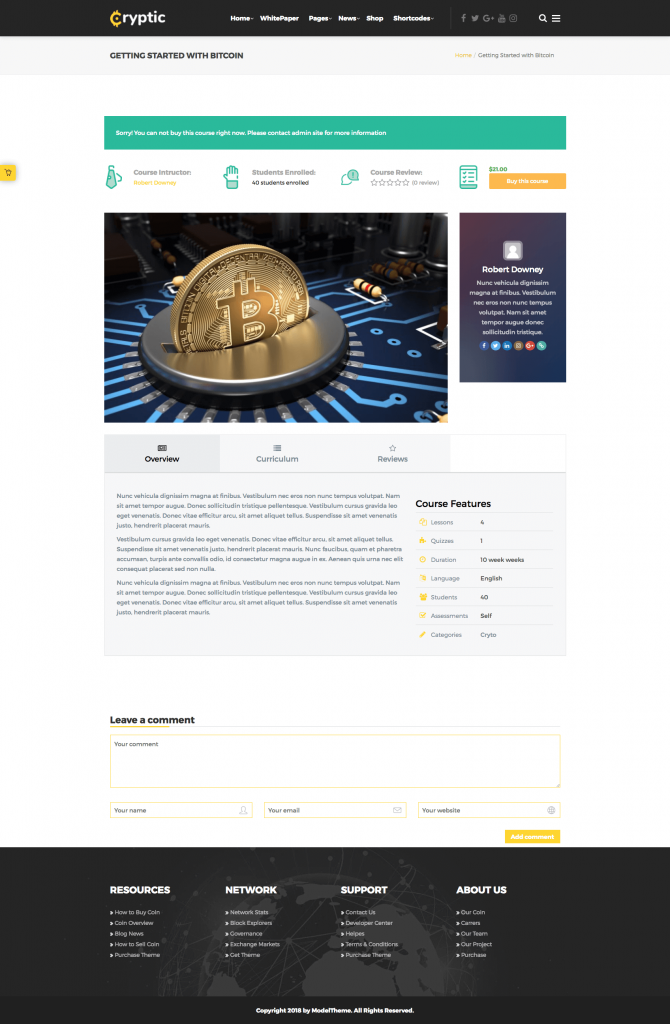 Cryptic
Home WhitePaper Pages News Shop Shortcodes
GETTING STARTED WITH BITCOIN
Home / Getting Started with Bitcoin
Sorry! You can not buy this course right now. Please contact admin site for more information
Course Intructor:
Robert Downey
Students Enrolled:
40 students enrolled
Course Review:
(0 review)
$21.00
Buy this course
Robert Downey
Nunc vehicula dignissim
magna at finibus. Vestibulum
nec eros non nunc tempus
volutpat. Nam sit amet
tempor augue donec
sollicitudin tristique.
Overview
Curriculum
Reviews
Nunc vehicula dignissim magna at finibus. Vestibulum nec eros non nunc tempus volutpat. Nam
sit amet tempor augue. Donec sollicitudin tristique pellentesque. Vestibulum cursus gravida leo
eget venenatis. Donec vitae efficitur arcu, sit amet aliquet tellus. Suspendisse sit amet venenatis
justo, hendrerit placerat mauris.
Vestibulum cursus gravida leo eget venenatis. Donec vitae efficitur arcu, sit amet aliquet tellus.
Suspendisse sit amet venenatis justo, hendrerit placerat mauris. Nunc faucibus, quam et pharetra
accumsan, turpis ante convallis odio, id consectetur magna augue in ex. Aenean quis urna nec elit
consequat placerat sed non nulla.
Nunc vehicula dignissim magna at finibus. Vestibulum nec eros non nunc tempus volutpat. Nam
sit amet tempor augue. Donec sollicitudin tristique pellentesque. Vestibulum cursus gravida leo
eget venenatis. Donec vitae efficitur arcu, sit amet aliquet tellus. Suspendisse sit amet venenatis
justo, hendrerit placerat mauris.
Course Features
Lessons 4
Quizzes 1
Duration 10 week weeks
Language English
Students 40
Assessments Self
Categories Cryto
Leave a comment
Your comment
Your name
Your email
Your website
Add comment
RESOURCES
» How to Buy Coin
» Coin Overview
» Blog News
» How to Sell Coin
» Purchase Theme
NETWORK
» Network Stats
» Block Explorers
» Governance
» Exchange Markets
» Get Theme
SUPPORT
» Contact Us
» Developer Center
» Helpes
» Terms & Conditions
» Purchase Theme
ABOUT US
» Our Coin
» Carrers
» Our Team
» Our Project
» Purchase
Copyright 2018 by ModelTheme. All Rights Reserved.